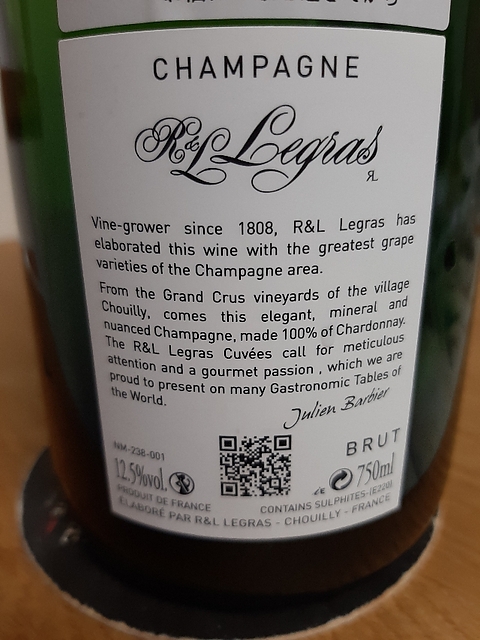 CHAMPAGNE
R&L Legras
RL
Vine-grower since 1808, R&L Legras has
elaborated this wine with the greatest grape
varieties of the Champagne area.
From the Grand Crus vineyards of the village
Chouilly, comes this elegant, mineral and
nuanced Champagne, made 100% of Chardonnay.
The R&L Legras Cuvées call for meticulous
attention and a gourmet passion , which we are
proud to present on many Gastronomic Tables of
the World.
Julien Barbier
NM-238-001
BRUT
12.5%vol.
750ml
PRODUIT DE FRANCE
CONTAINS SULPHITES-(E220)
ÉLABORÉ PAR R&L LEGRAS - CHOUILLY - FRANCE